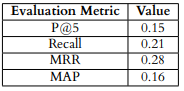 Evaluation Metric Value
P@5 0.15
Recall 0.21
MRR 0.28
MAP 0.16